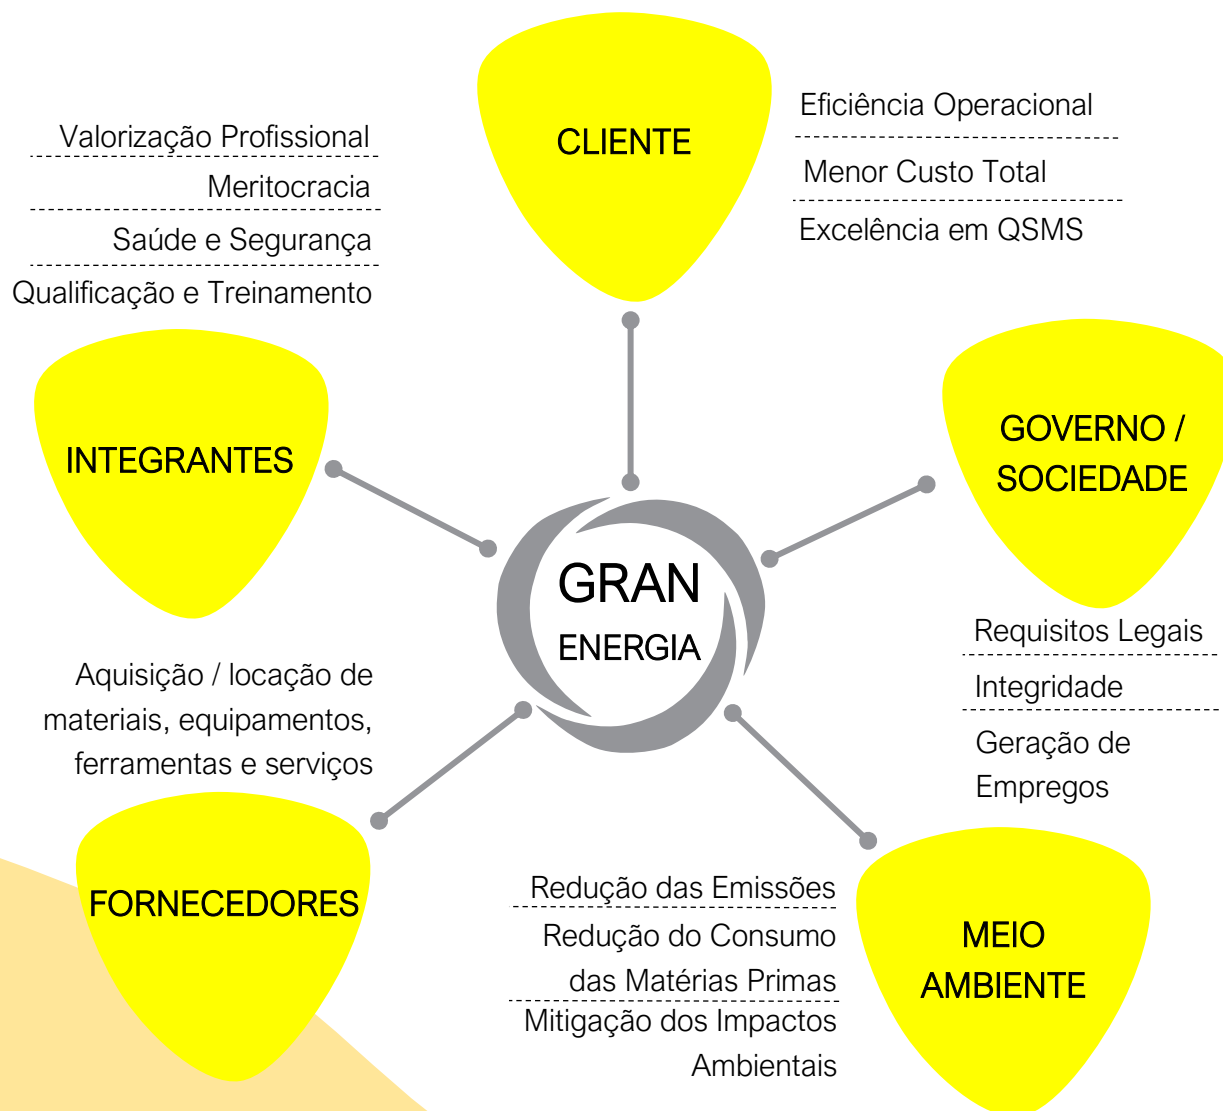 CLIENTE
Eficiência Operacional
Menor Custo Total
Excelência em QSMS
Valorização Profissional
Meritocracia
Saúde e Segurança
Qualificação e Treinamento
INTEGRANTES
GOVERNO /
SOCIEDADE
Requisitos Legais
Integridade
Geração de
Empregos
GRAN
ENERGIA
Aquisição / locação de
materiais, equipamentos,
ferramentas e serviços
FORNECEDORES
Redução das Emissões
Redução do Consumo
das Matérias Primas
Mitigação dos Impactos
Ambientais
MEIO
AMBIENTE